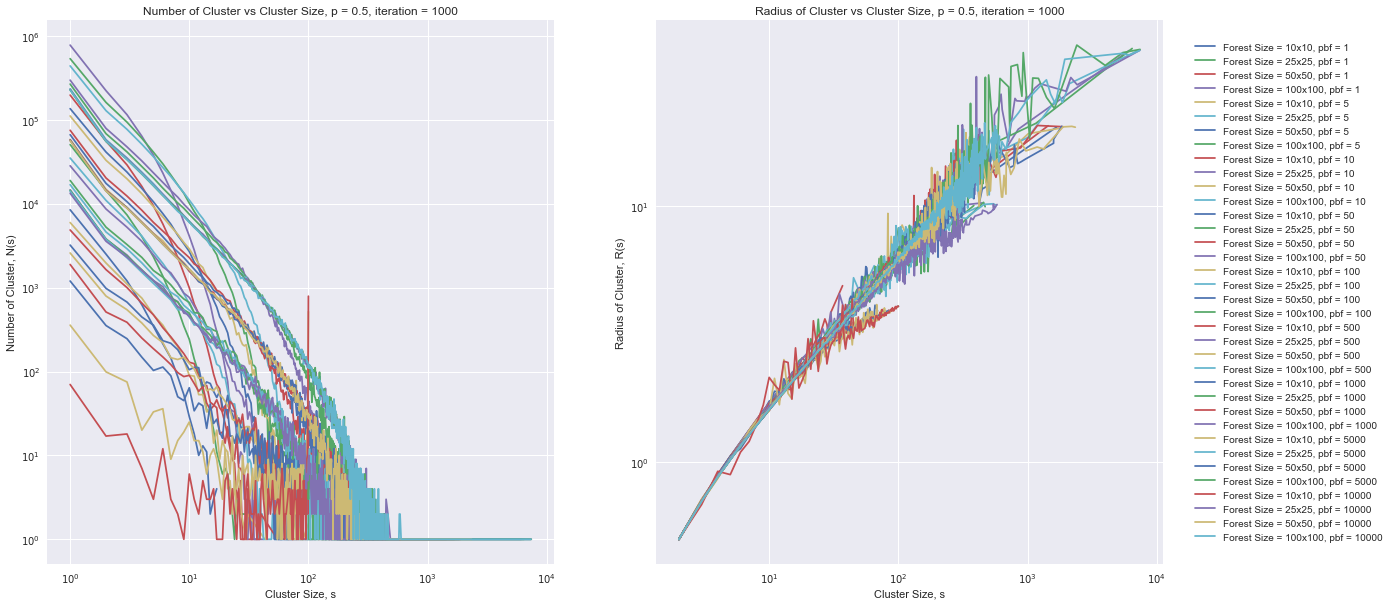 Number of Cluster vs Cluster Size, p = 0.5, iteration = 1000
Number of Cluster, N(s)
10^6
10^5
10^4
10^3
10^2
10^1
10^0
10^0 10^1 10^2 10^3 10^4
Cluster Size, s
Radius of Cluster vs Cluster Size, p = 0.5, iteration = 1000
Radius of Cluster, R(s)
10^1
10^0
10^1 10^2 10^3 10^4
Cluster Size, s
Forest Size = 10x10, pbf = 1
Forest Size = 25x25, pbf = 1
Forest Size = 50x50, pbf = 1
Forest Size = 100x100, pbf = 1
Forest Size = 10x10, pbf = 5
Forest Size = 25x25, pbf = 5
Forest Size = 50x50, pbf = 5
Forest Size = 100x100, pbf = 5
Forest Size = 10x10, pbf = 10
Forest Size = 25x25, pbf = 10
Forest Size = 50x50, pbf = 10
Forest Size = 100x100, pbf = 10
Forest Size = 10x10, pbf = 50
Forest Size = 25x25, pbf = 50
Forest Size = 50x50, pbf = 50
Forest Size = 100x100, pbf = 50
Forest Size = 10x10, pbf = 100
Forest Size = 25x25, pbf = 100
Forest Size = 50x50, pbf = 100
Forest Size = 100x100, pbf = 100
Forest Size = 10x10, pbf = 500
Forest Size = 25x25, pbf = 500
Forest Size = 50x50, pbf = 500
Forest Size = 100x100, pbf = 500
Forest Size = 10x10, pbf = 1000
Forest Size = 25x25, pbf = 1000
Forest Size = 50x50, pbf = 1000
Forest Size = 100x100, pbf = 1000
Forest Size = 10x10, pbf = 5000
Forest Size = 25x25, pbf = 5000
Forest Size = 50x50, pbf = 5000
Forest Size = 100x100, pbf = 5000
Forest Size = 10x10, pbf = 10000
Forest Size = 25x25, pbf = 10000
Forest Size = 50x50, pbf = 10000
Forest Size = 100x100, pbf = 10000